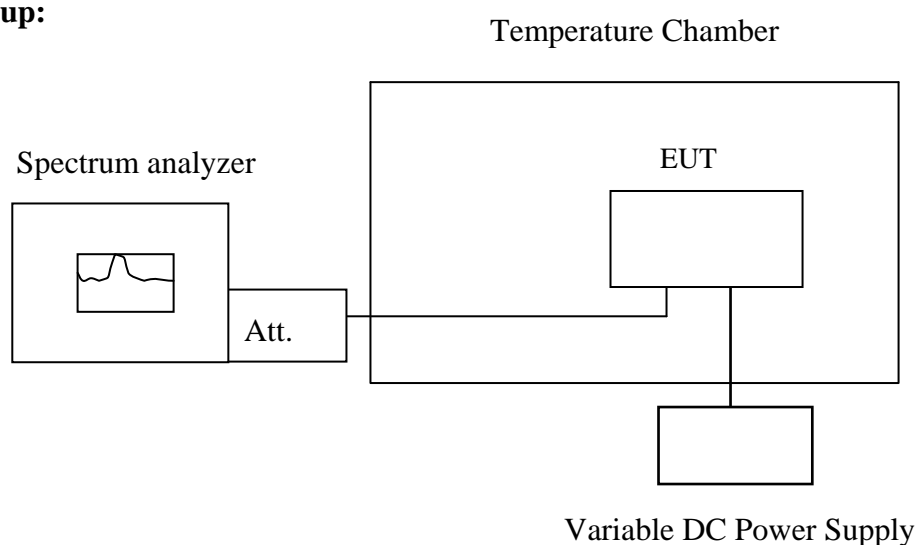 up:
Temperature Chamber
Spectrum analyzer
EUT
Att.
Variable DC Power Supply